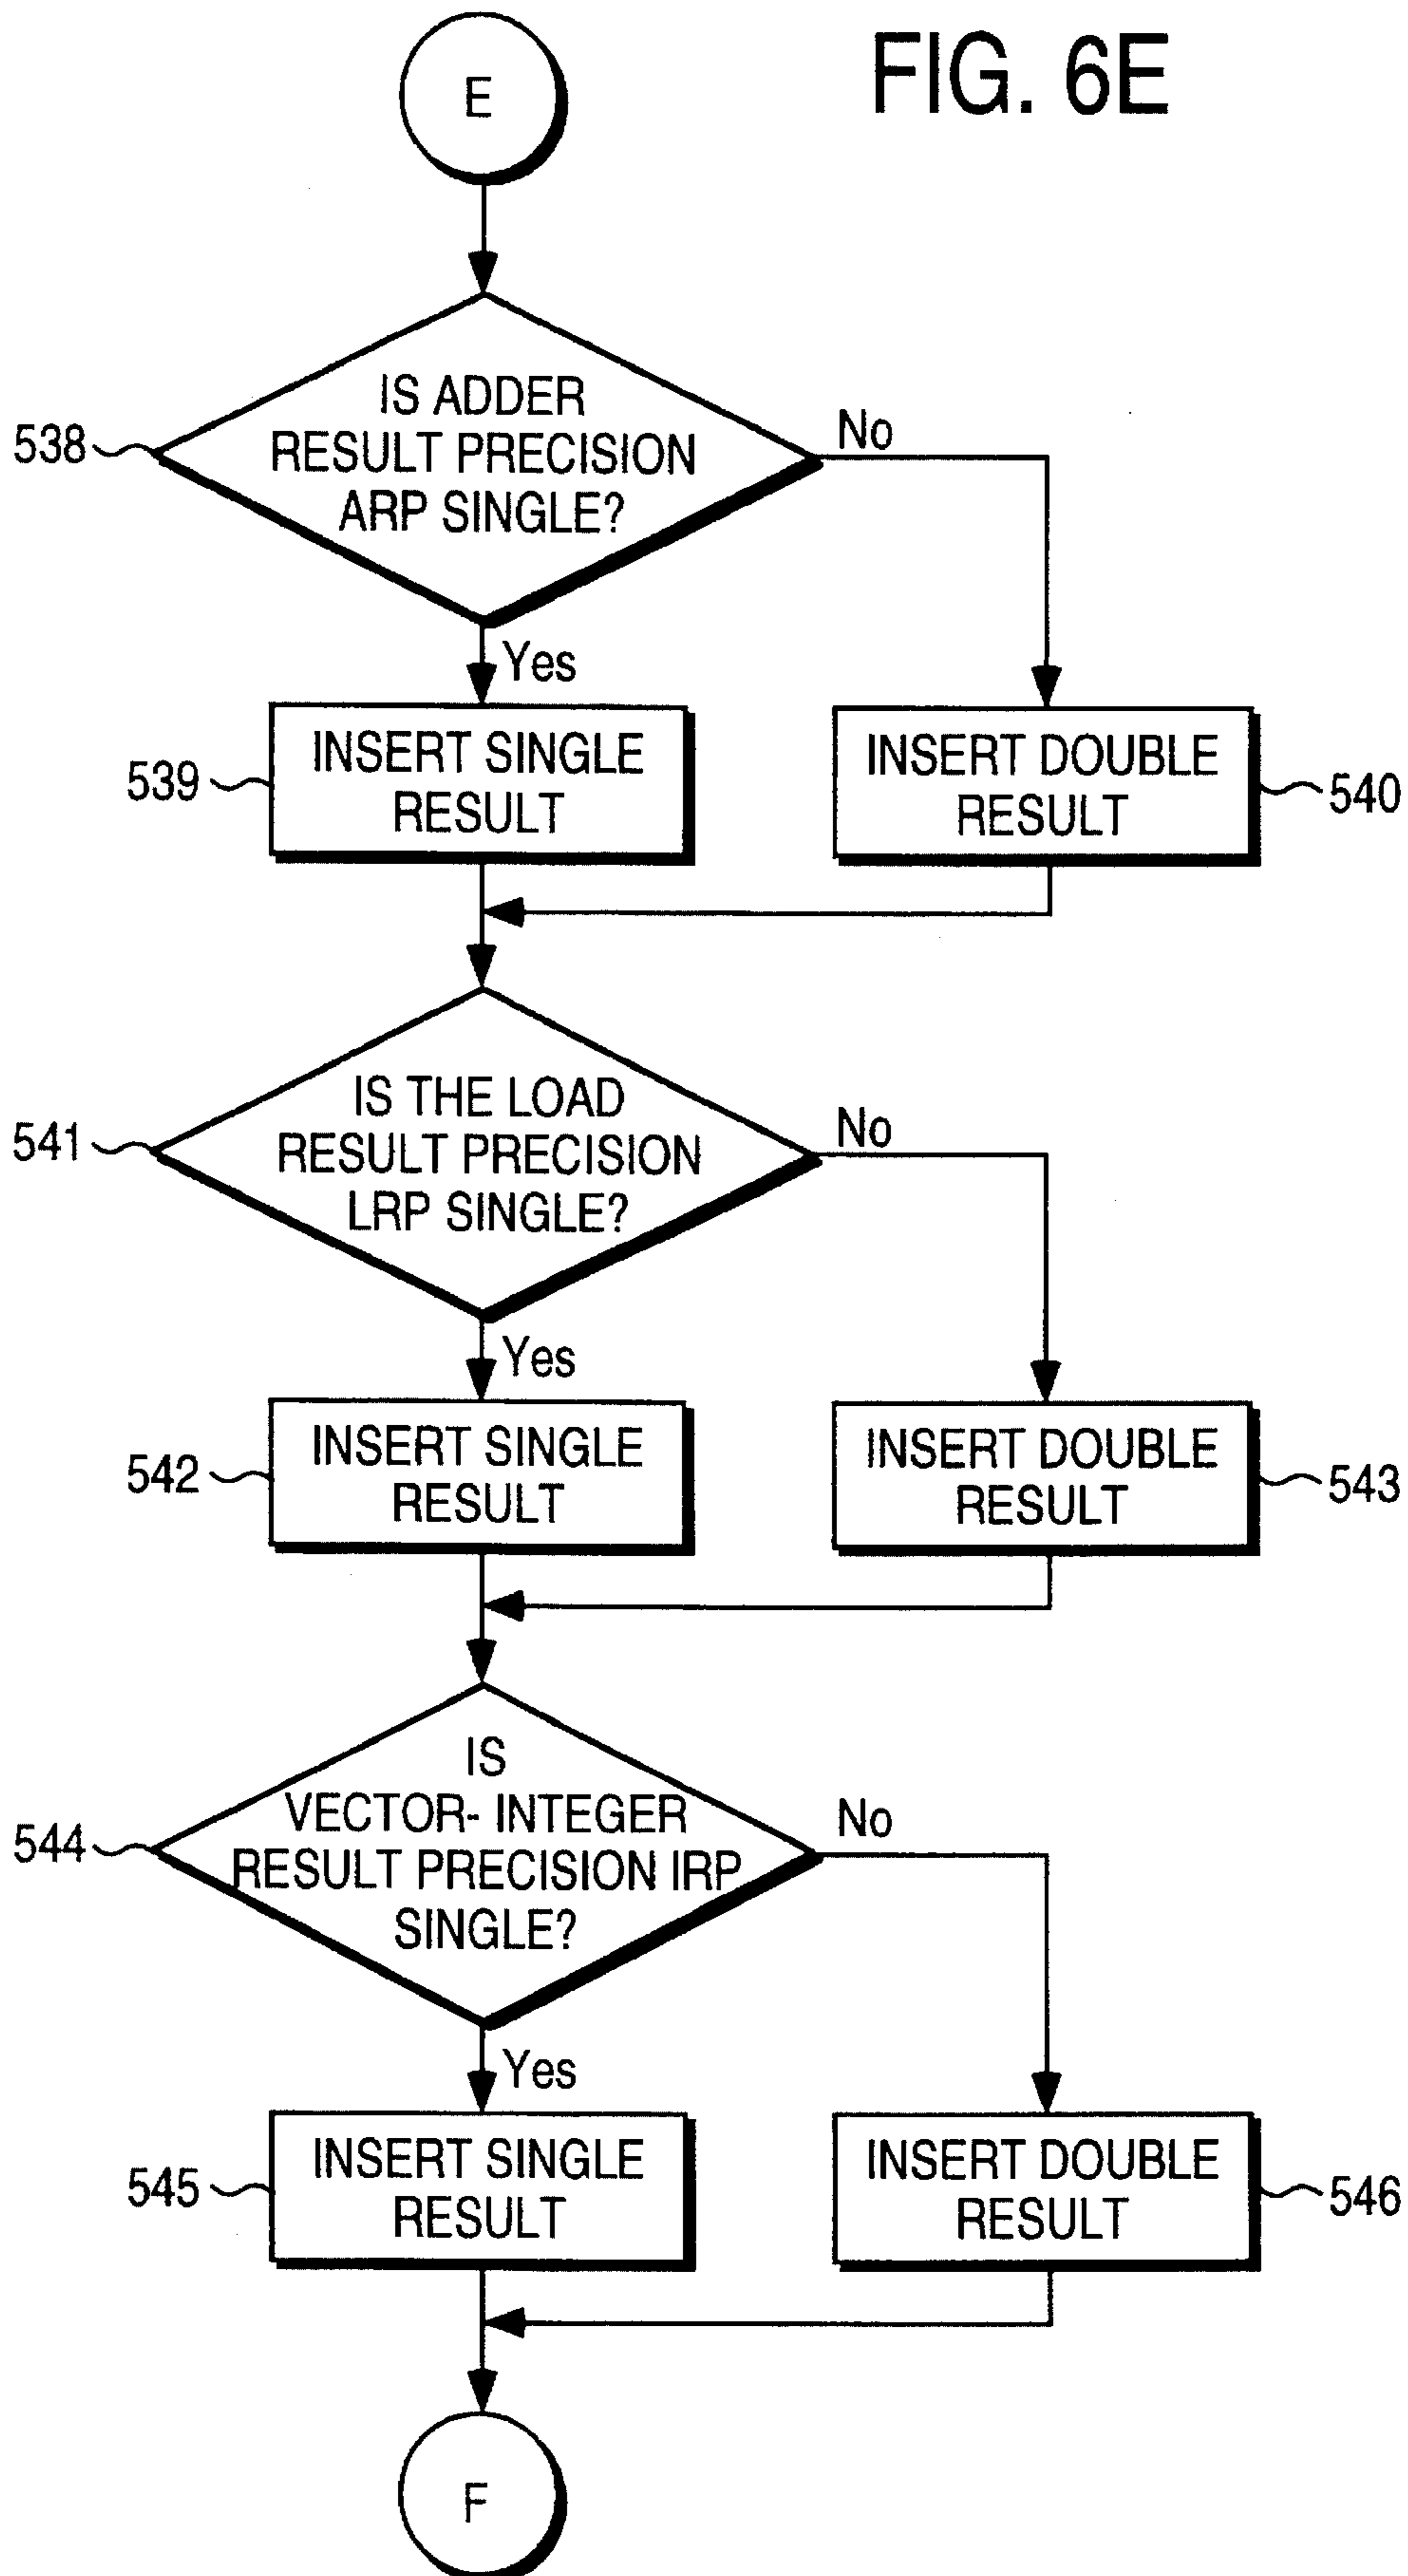 FIG. 6E
E
IS ADDER
RESULT PRECISION
ARP SINGLE?
538
No
Yes
INSERT SINGLE
RESULT
539
INSERT DOUBLE
RESULT
540
IS THE LOAD
RESULT PRECISION
LRP SINGLE?
541
No
Yes
INSERT SINGLE
RESULT
542
INSERT DOUBLE
RESULT
543
IS
VECTOR- INTEGER
RESULT PRECISION IRP
SINGLE?
544
No
Yes
INSERT SINGLE
RESULT
545
INSERT DOUBLE
RESULT
546
F